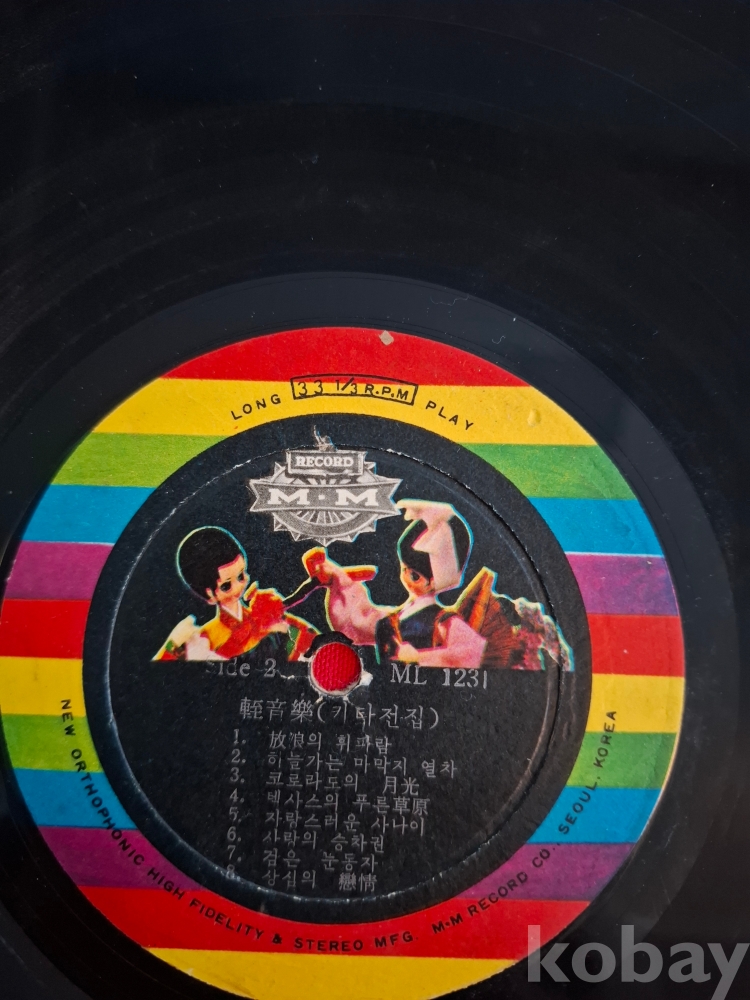 LONG 33 1/3 R.P.M PLAY
RECORD
M·M
Side 2
ML 1231
輕音樂(기타전집)
1. 放浪의 휘파람
2. 하늘가는 마막지 열차
3. 코로라도의 月光
4. 텍사스의 푸른草原
5. 자랑스러운 사나이
6. 사랑의 승차권
7. 검은 눈동자
8. 상심의 戀情
NEW ORTHOPHONIC HIGH FIDELITY & STEREO MFG M-M RECORD CO., SEOUL, KOREA
kobay